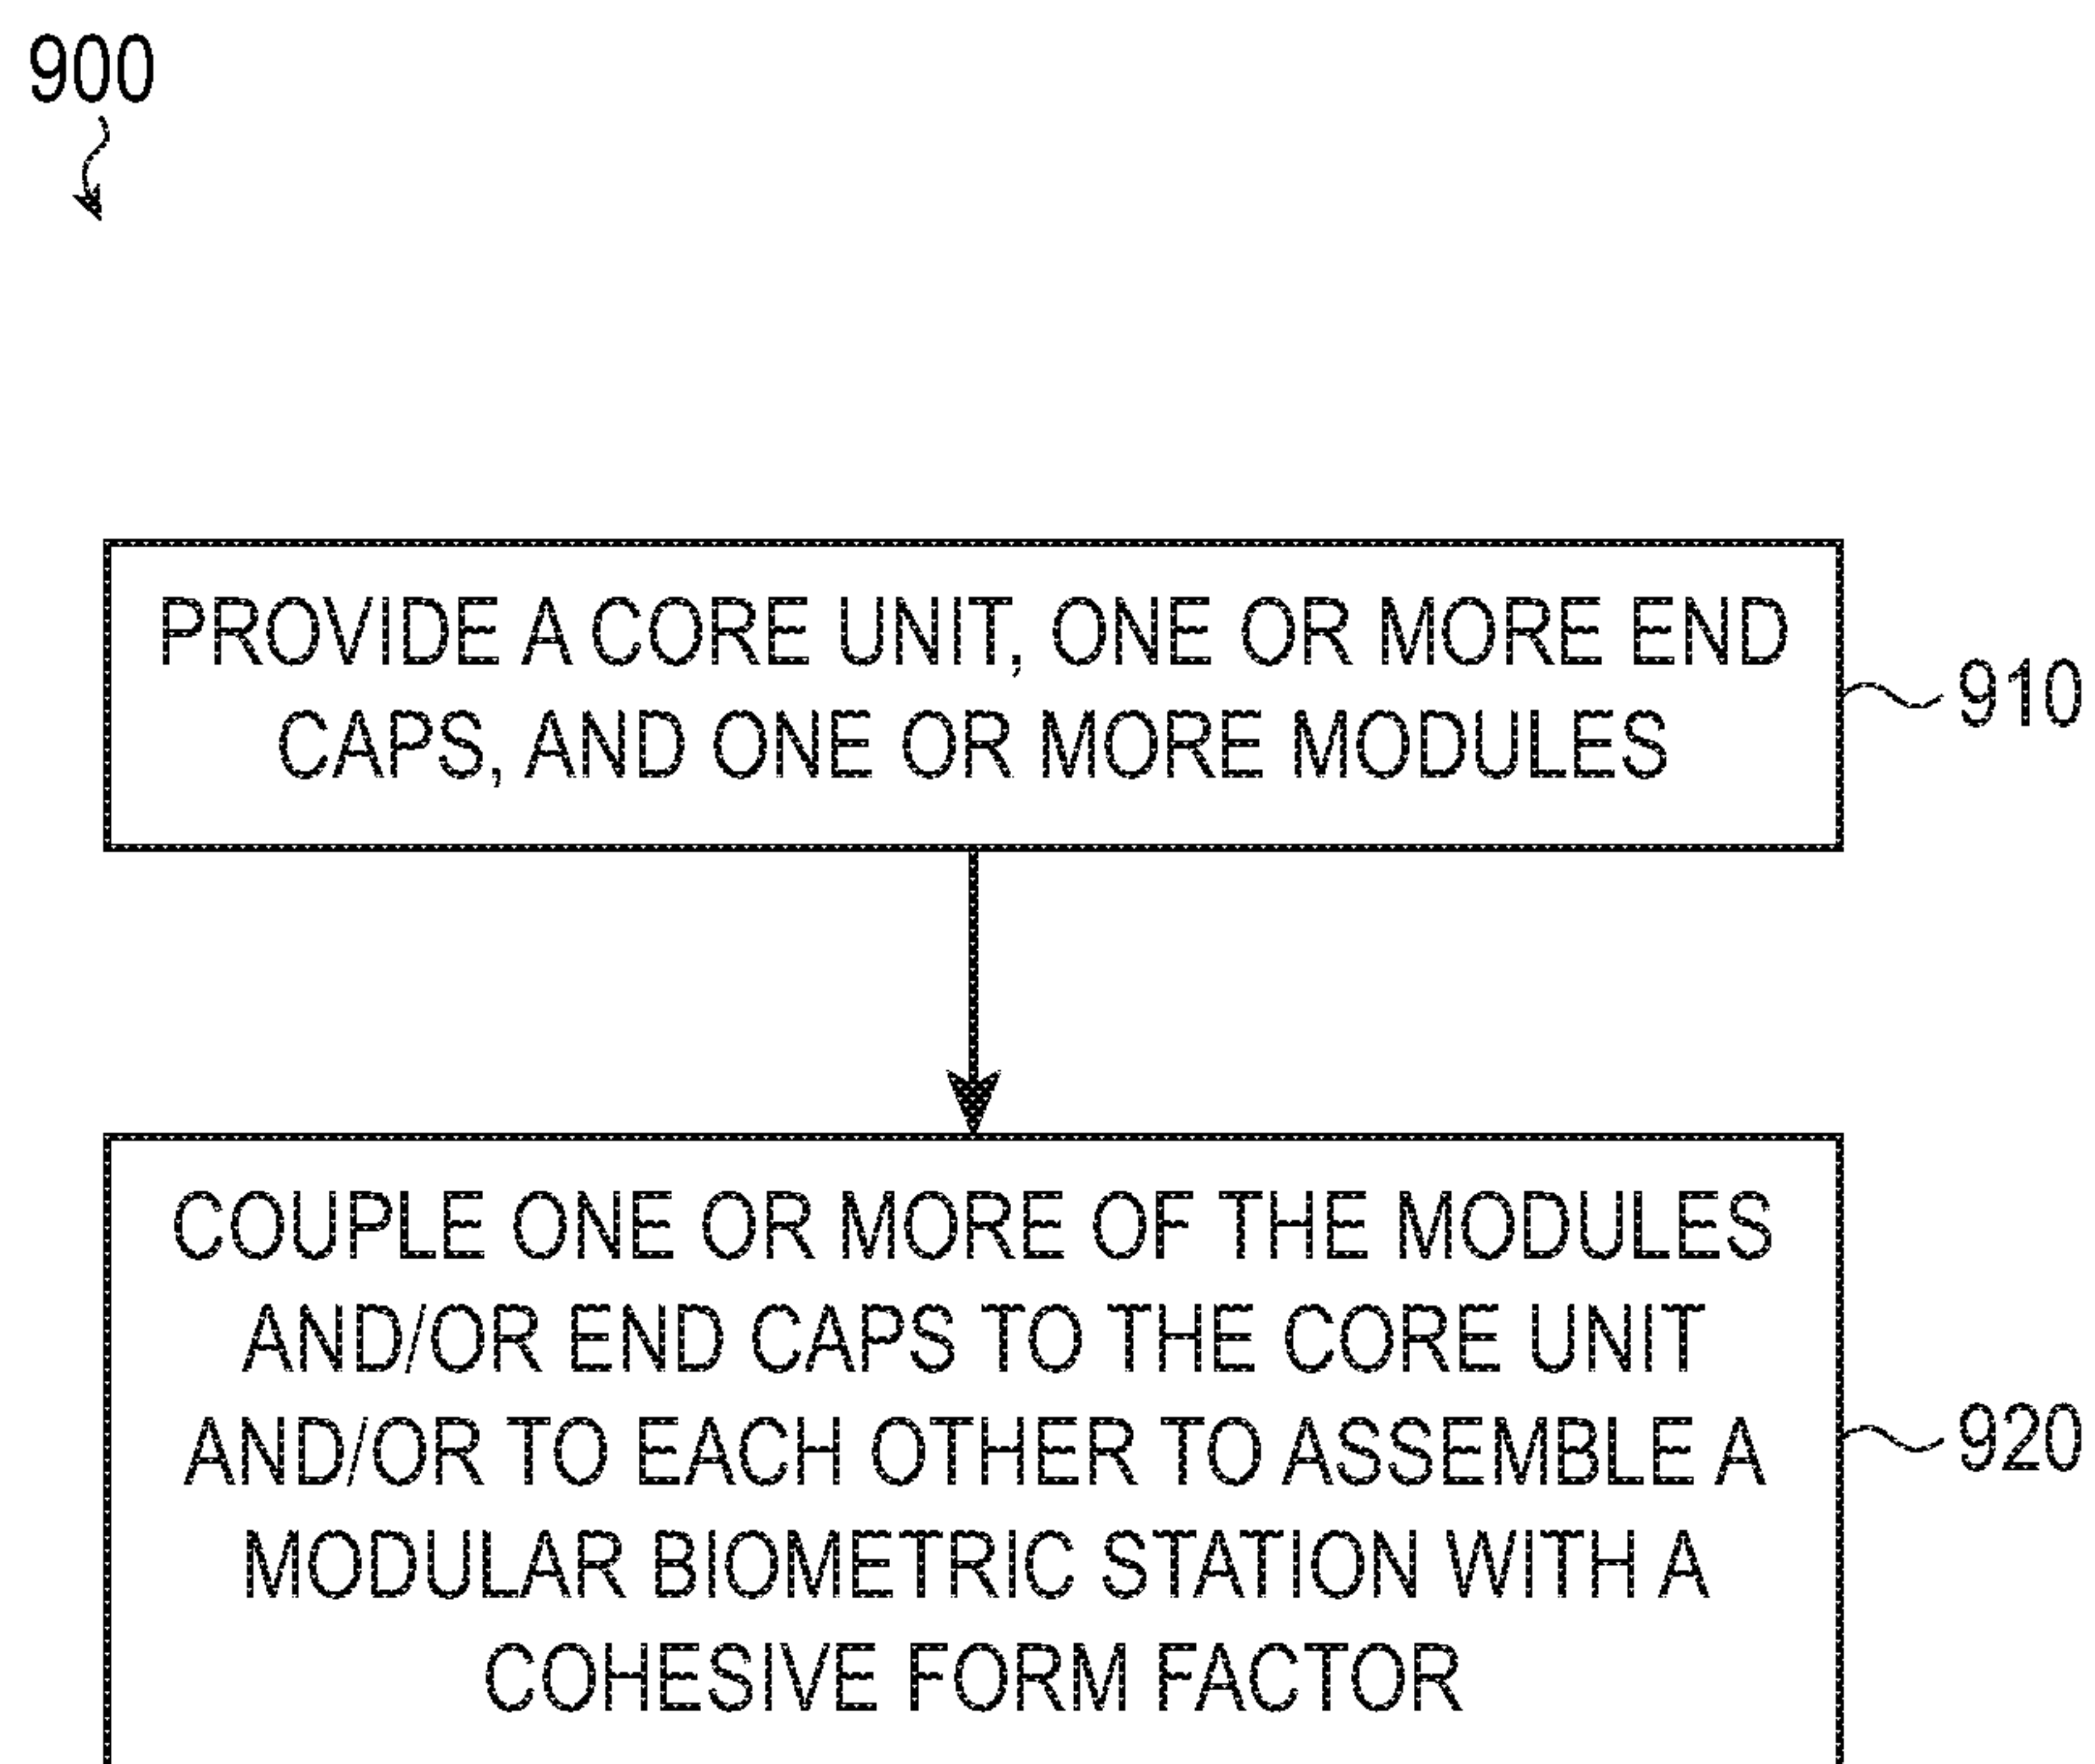 900
PROVIDE A CORE UNIT, ONE OR MORE END
CAPS, AND ONE OR MORE MODULES
910
COUPLE ONE OR MORE OF THE MODULES
AND/OR END CAPS TO THE CORE UNIT
AND/OR TO EACH OTHER TO ASSEMBLE A
MODULAR BIOMETRIC STATION WITH A
COHESIVE FORM FACTOR
920